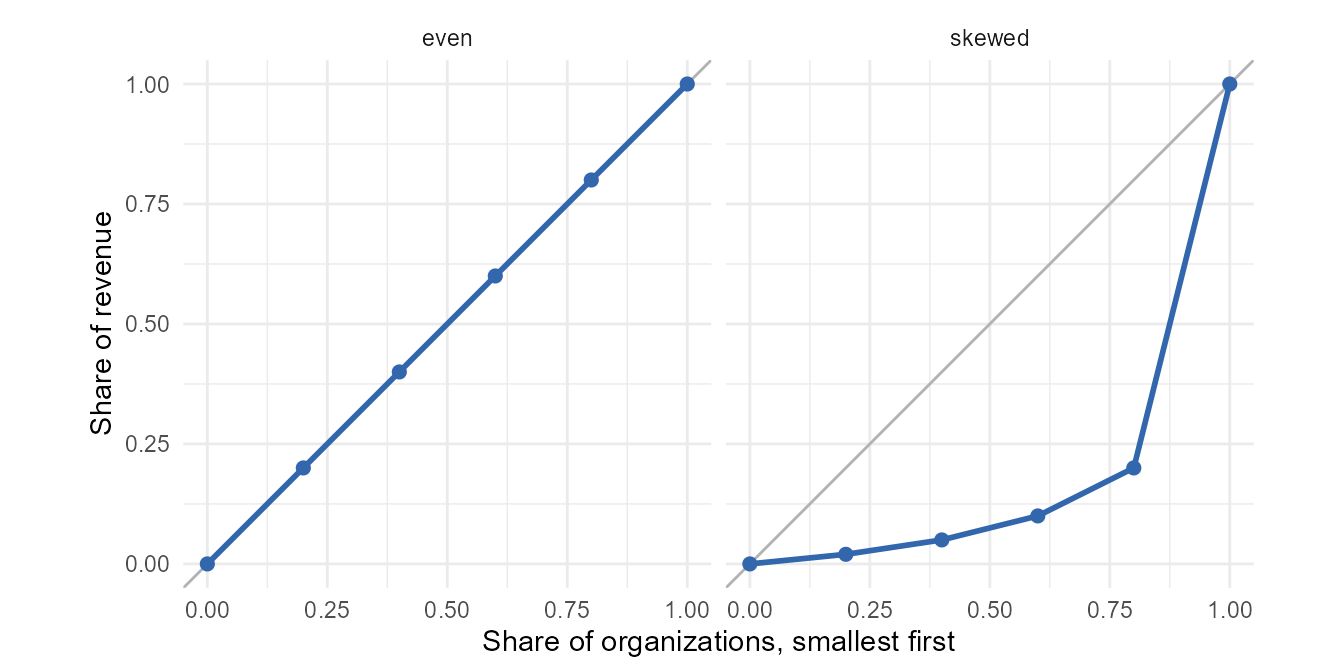 even
skewed
1.00
0.75
0.50
0.25
0.00
Share of revenue
0.00 0.25 0.50 0.75 1.00 0.00 0.25 0.50 0.75 1.00
Share of organizations, smallest first